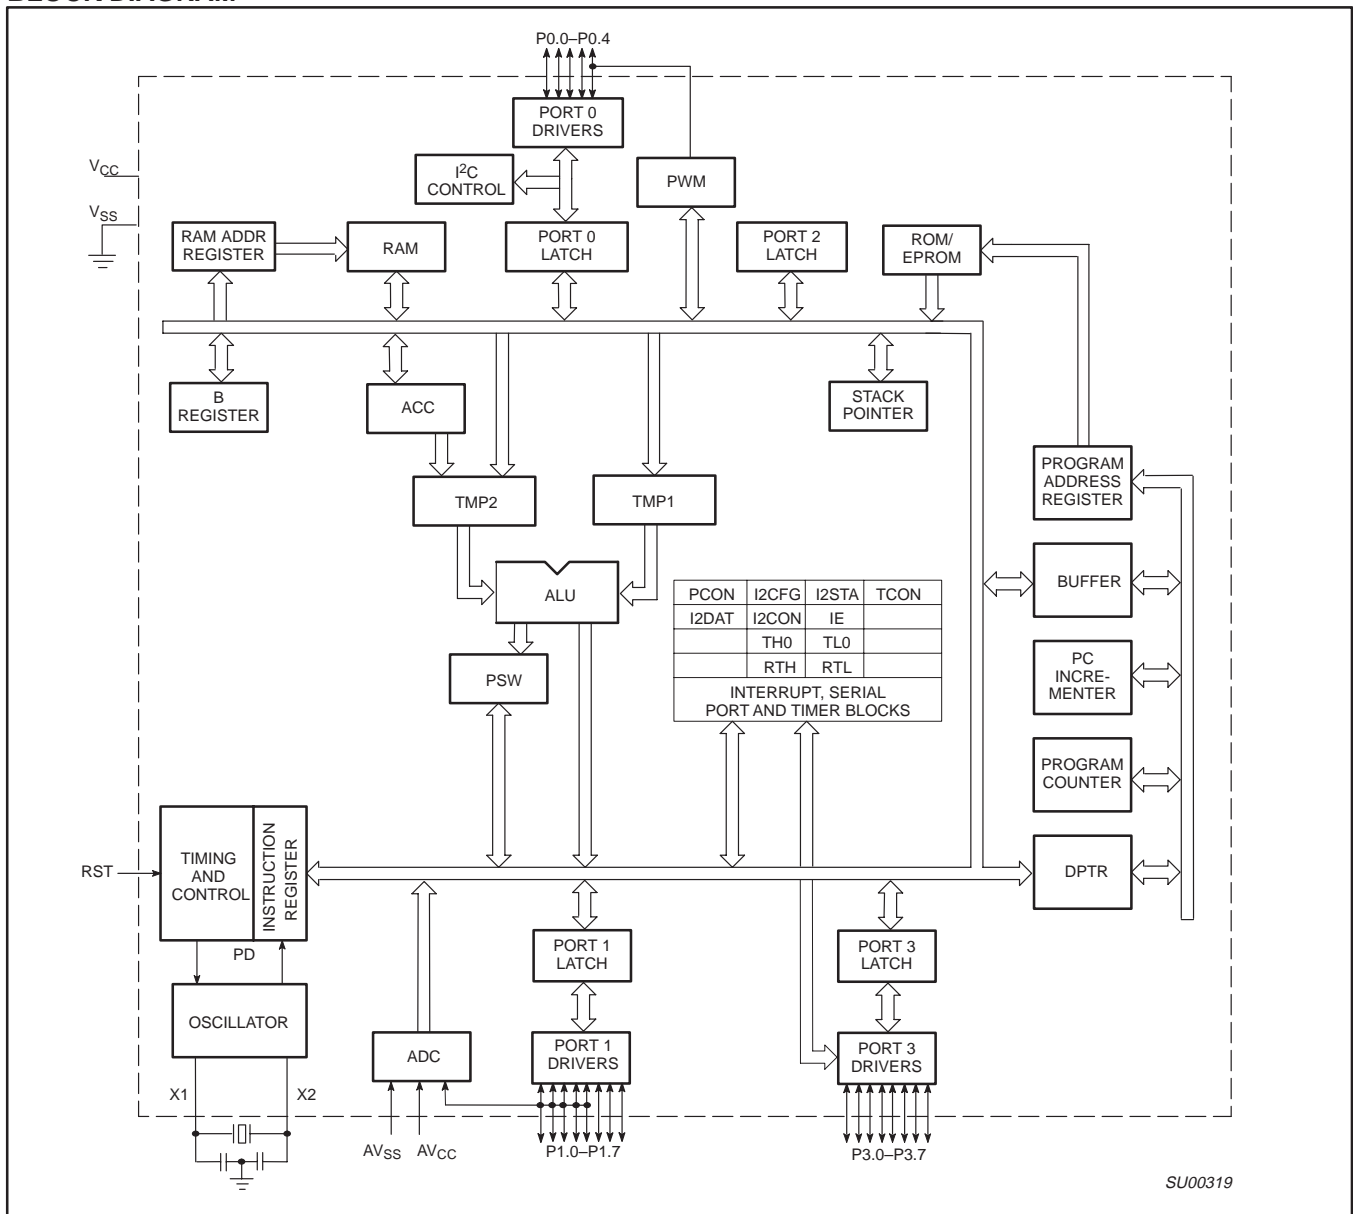 BLOCK DIAGRAM
P0.0–P0.4
PORT 0
DRIVERS
VCC
I2C
CONTROL
PWM
VSS
RAM ADDR
REGISTER
RAM
PORT 0
LATCH
PORT 2
LATCH
ROM/
EPROM
B
REGISTER
ACC
STACK
POINTER
PROGRAM
ADDRESS
REGISTER
TMP2
TMP1
BUFFER
ALU
PCON I2CFG I2STA TCON
I2DAT I2CON IE
TH0 TL0
RTH RTL
INTERRUPT, SERIAL
PORT AND TIMER BLOCKS
PSW
PC
INCRE-
MENTER
PROGRAM
COUNTER
RST
TIMING
AND
CONTROL
INSTRUCTION
REGISTER
DPTR
PD
PORT 1
LATCH
PORT 3
LATCH
OSCILLATOR
ADC
PORT 1
DRIVERS
PORT 3
DRIVERS
X1
X2
AVSS
AVCC
P1.0–P1.7
P3.0–P3.7
SU00319